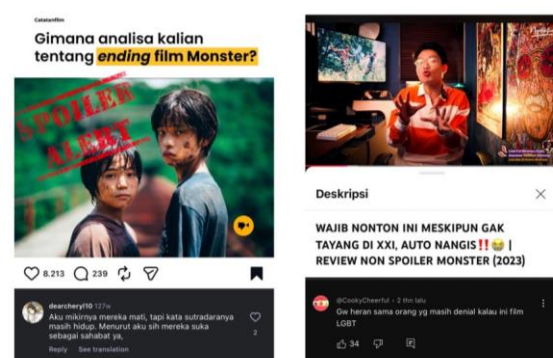 Catatanfilm
Gimana analisa kalian
tentang ending film Monster?
SPOILER
ALERT
8.213
239
dearcheryl10 127w
Aku mikirnya mereka mati, tapi kata sutradaranya
masih hidup. Menurut aku sih mereka suka
sebagai sahabat ya,
2
Reply See translation
Deskripsi
WAJIB NONTON INI MESKIPUN GAK
TAYANG DI XXI, AUTO NANGIS‼️😭 |
REVIEW NON SPOILER MONSTER (2023)
@CookyCheerful • 2 thn lalu
Gw heran sama orang yg masih denial kalau ini film
LGBT
34